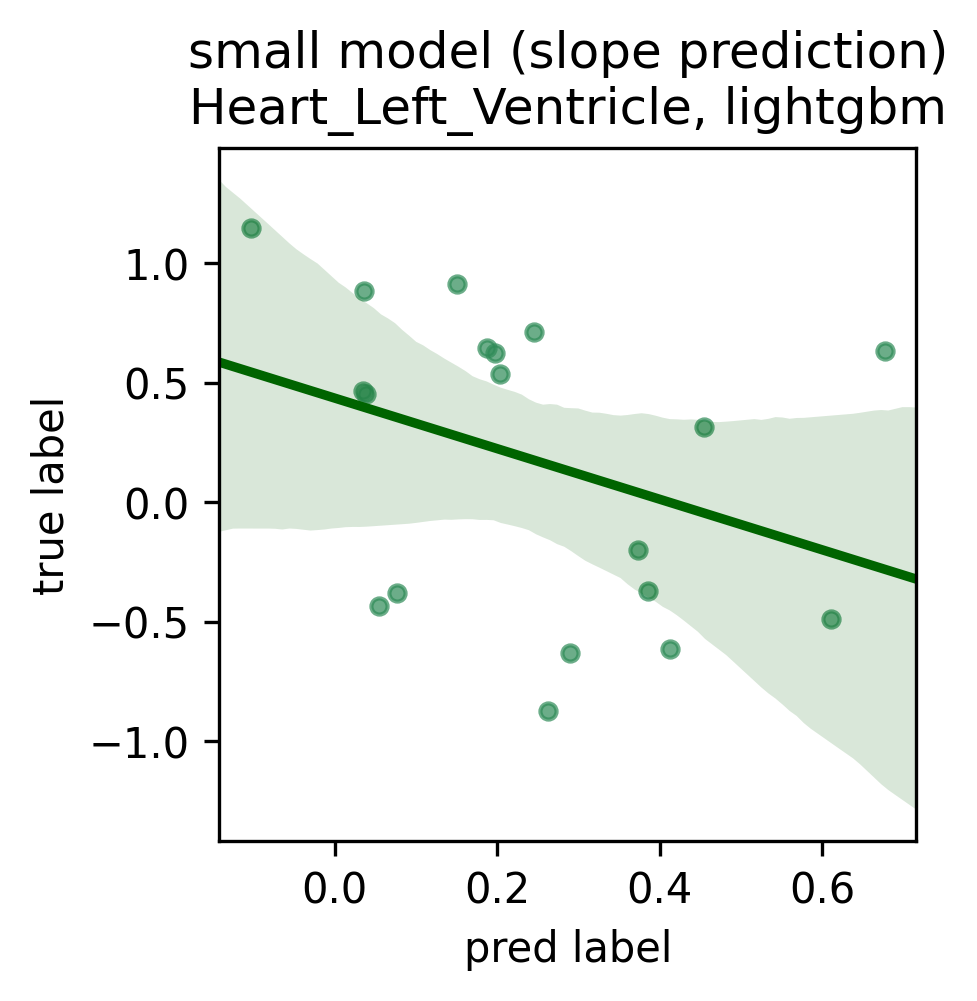 small model (slope prediction)
Heart_Left_Ventricle, lightgbm
true label
1.0
0.5
0.0
−0.5
−1.0
0.0 0.2 0.4 0.6
pred label